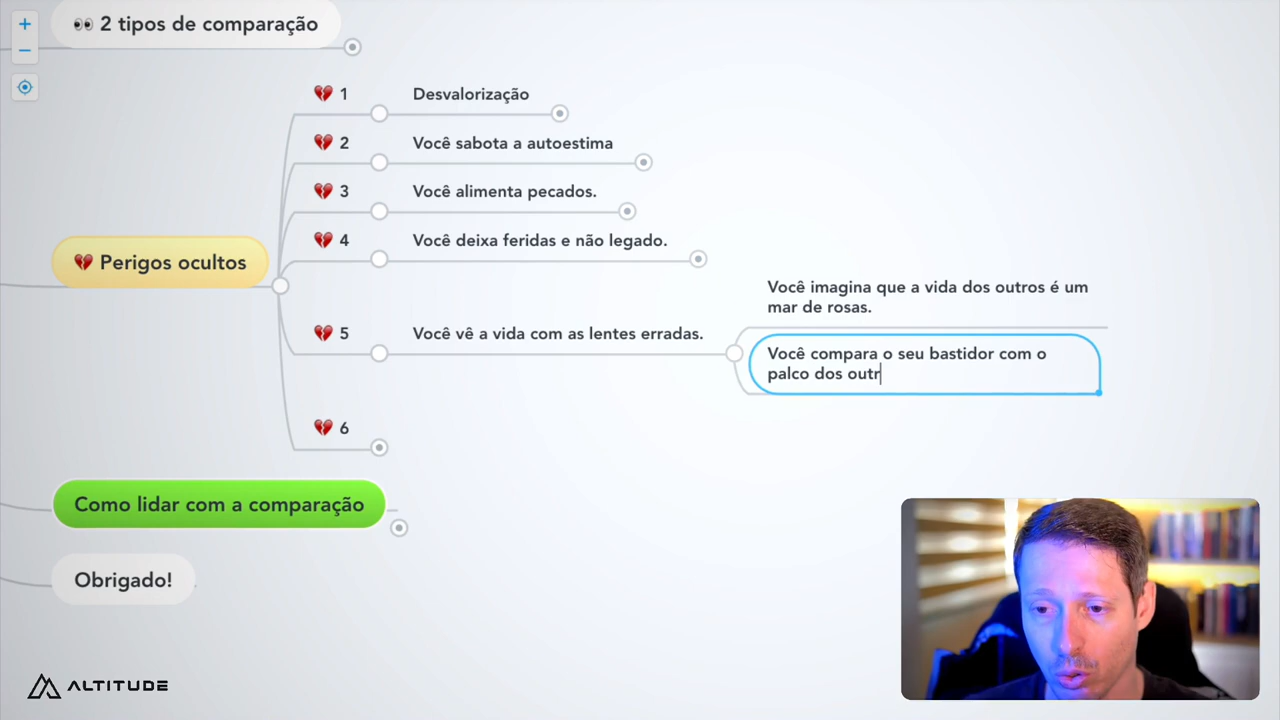 2 tipos de comparação
1
Desvalorização
2
Você sabota a autoestima
3
Você alimenta pecados.
4
Você deixa feridas e não legado.
Perigos ocultos
Você imagina que a vida dos outros é um
mar de rosas.
5
Você vê a vida com as lentes erradas.
Você compara o seu bastidor com o
palco dos outr
6
Como lidar com a comparação
Obrigado!
ALTITUDE